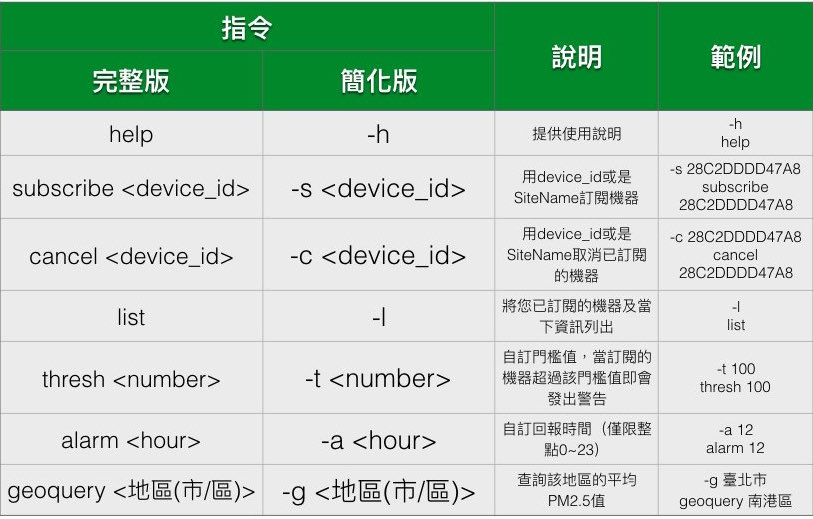 指令
說明
範例
完整版
簡化版
help
-h
提供使用說明
-h
help
subscribe <device_id>
-s <device_id>
用device_id或是
SiteName訂閱機器
-s 28C2DDDD47A8
subscribe
28C2DDDD47A8
cancel <device_id>
-c <device_id>
用device_id或是
SiteName取消已訂閱
的機器
-c 28C2DDDD47A8
cancel
28C2DDDD47A8
list
-l
將您已訂閱的機器及當
下資訊列出
-l
list
thresh <number>
-t <number>
自訂門檻值，當訂閱的
機器超過該門檻值即會
發出警告
-t 100
thresh 100
alarm <hour>
-a <hour>
自訂回報時間（僅限整
點0~23）
-a 12
alarm 12
geoquery <地區(市/區)>
-g <地區(市/區)>
查詢該地區的平均
PM2.5值
-g 臺北市
geoquery 南港區